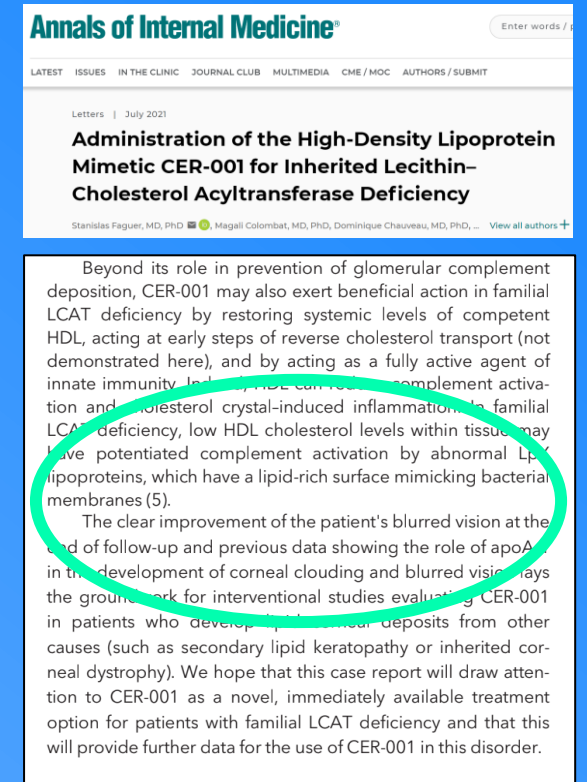 Annals of Internal Medicine®
Enter words /
LATEST ISSUES IN THE CLINIC JOURNAL CLUB MULTIMEDIA CME / MOC AUTHORS / SUBMIT
Letters | July 2021
Administration of the High-Density Lipoprotein
Mimetic CER-001 for Inherited Lecithin–
Cholesterol Acyltransferase Deficiency
Stanislas Faguer, MD, PhD, Magali Colombat, MD, PhD, Dominique Chauveau, MD, PhD, ... View all authors +
Beyond its role in prevention of glomerular complement
deposition, CER-001 may also exert beneficial action in familial
LCAT deficiency by restoring systemic levels of competent
HDL, acting at early steps of reverse cholesterol transport (not
demonstrated here), and by acting as a fully active agent of
innate immunity. HDL can complement activa-
tion and cholesterol crystal–induced inflammation. In familial
LCAT deficiency, low HDL cholesterol levels within tissue may
have potentiated complement activation by abnormal LpX
lipoproteins, which have a lipid-rich surface mimicking bacterial
membranes (5).
The clear improvement of the patient's blurred vision at the
end of follow-up and previous data showing the role of
in the development of corneal clouding and blurred vision lays
the groundwork for interventional studies evaluating CER-001
in patients who develop deposits from other
causes (such as secondary lipid keratopathy or inherited cor-
neal dystrophy). We hope that this case report will draw atten-
tion to CER-001 as a novel, immediately available treatment
option for patients with familial LCAT deficiency and that this
will provide further data for the use of CER-001 in this disorder.